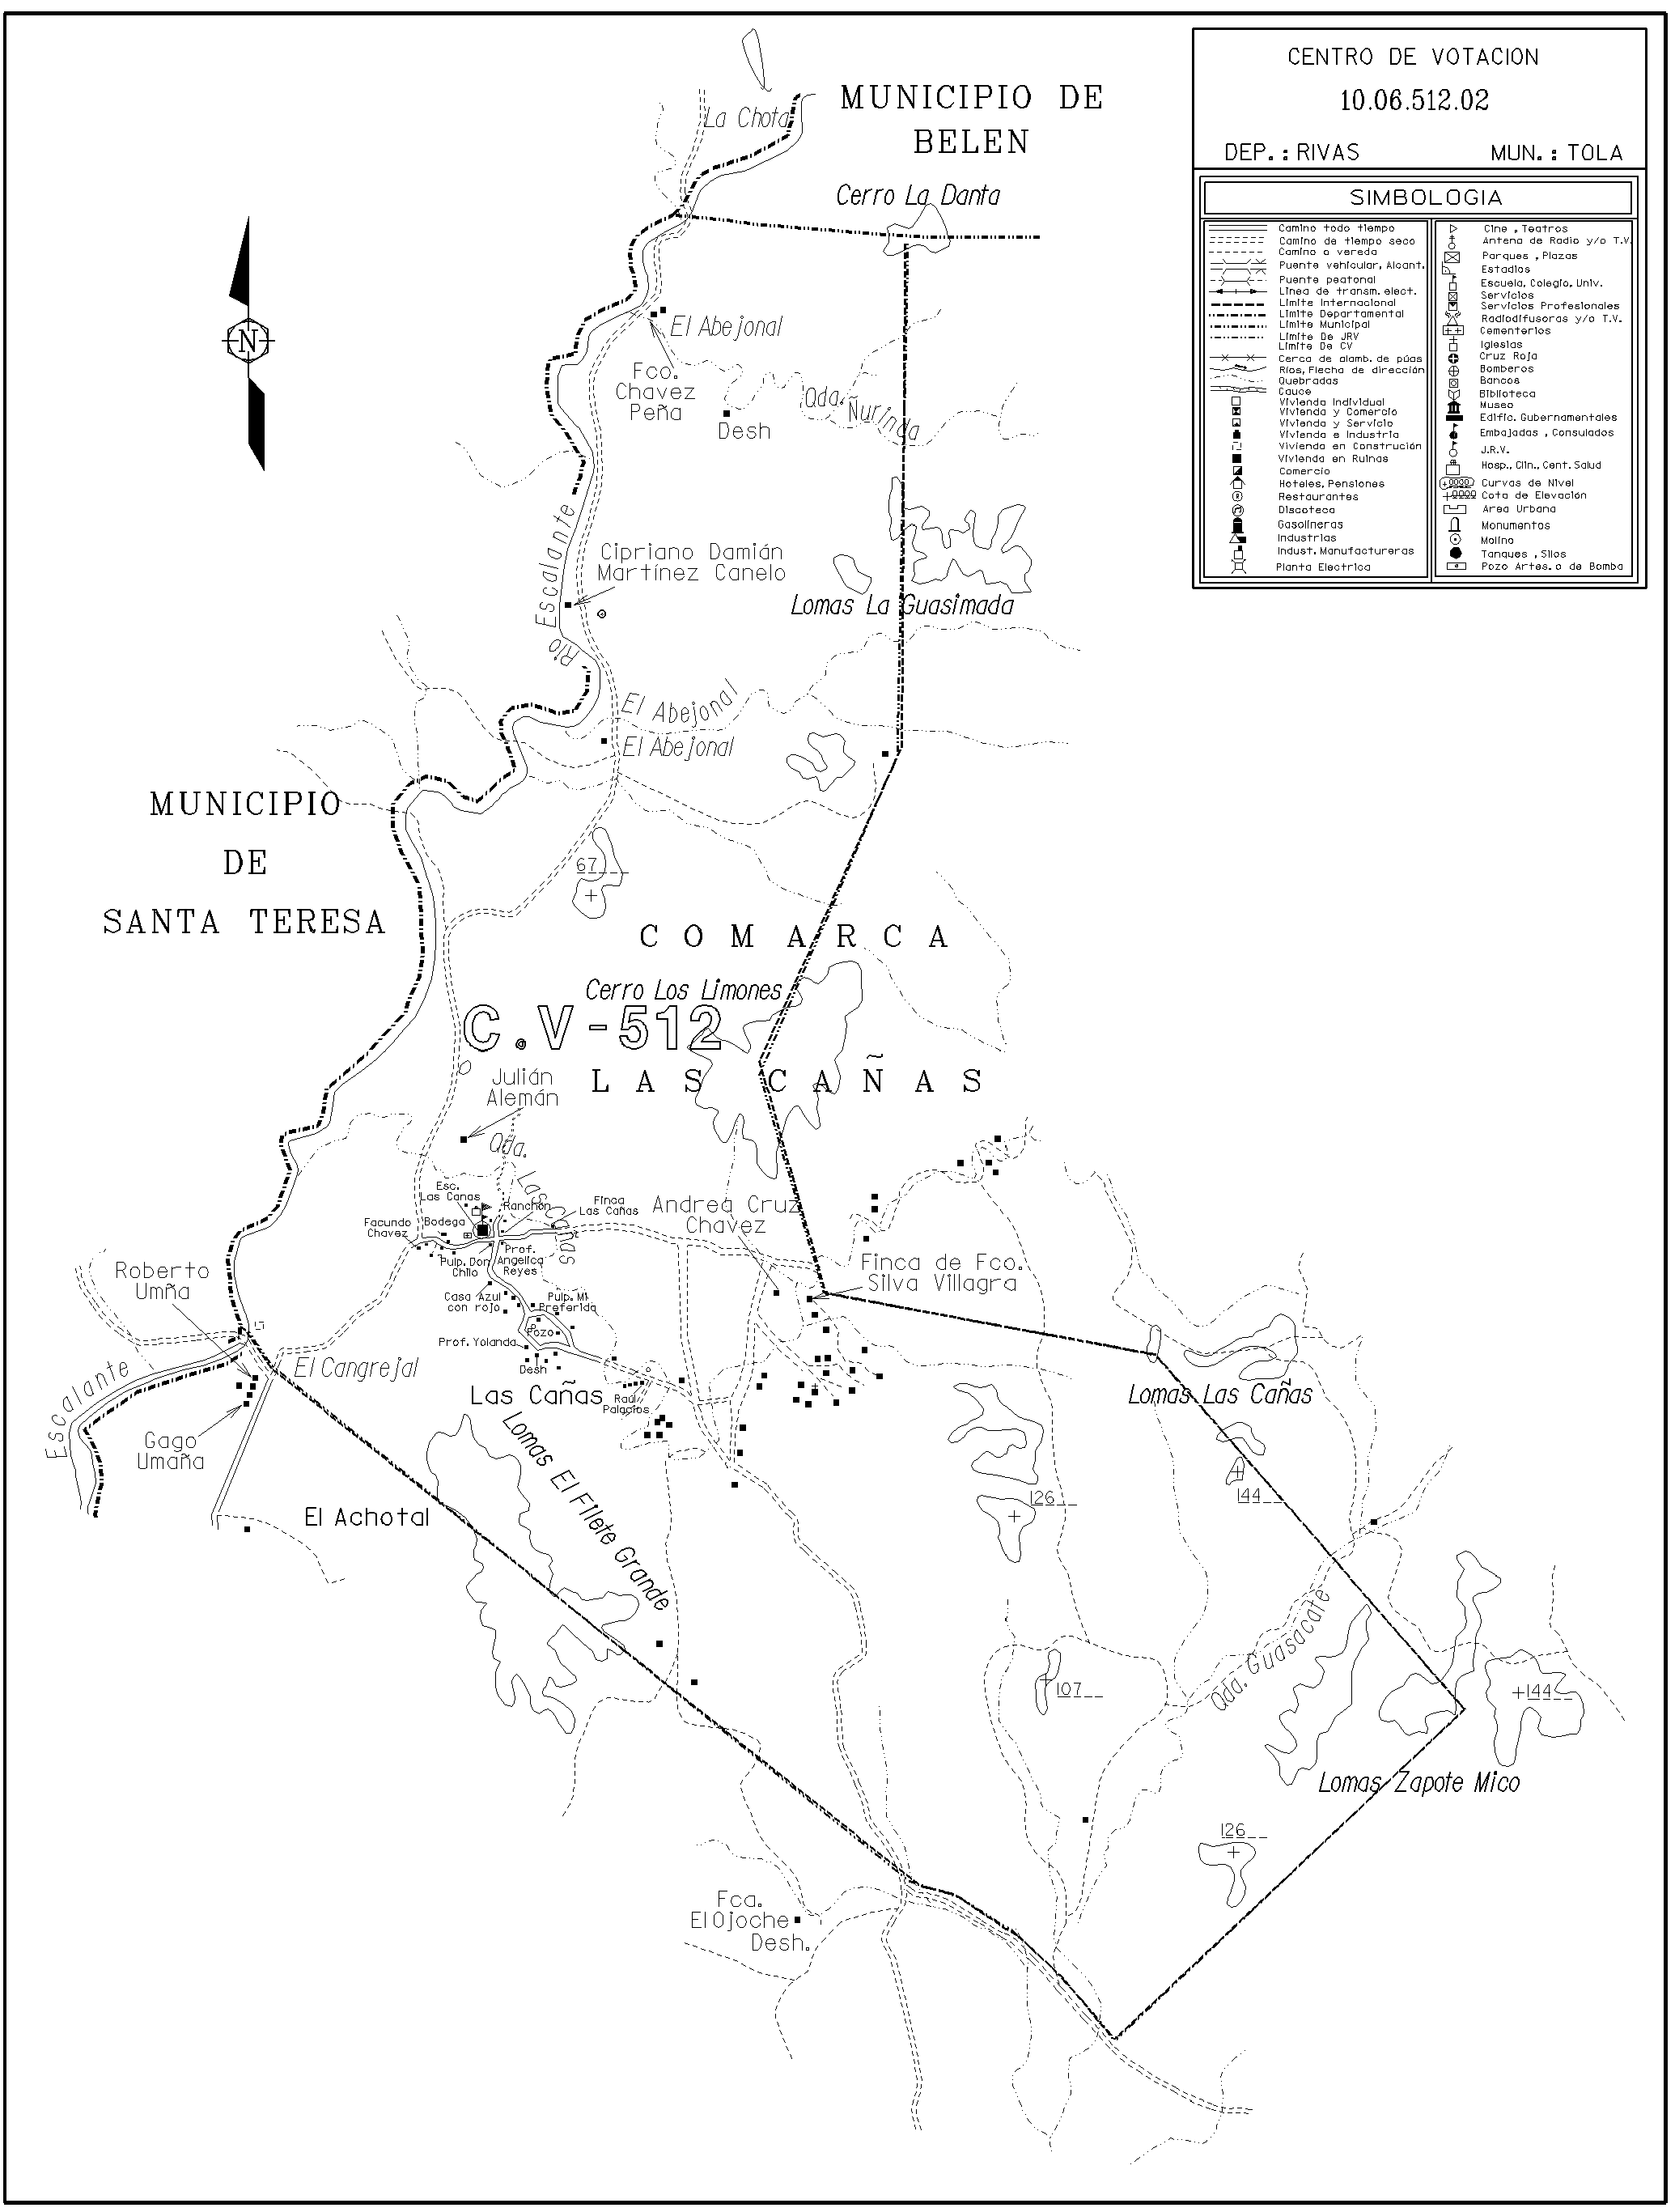 CENTRO DE VOTACION
10.06.512.02
DEP.: RIVAS MUN.: TOLA
SIMBOLOGIA
Camino todo tiempo
Camino de tiempo seco
Camino o vereda
Puente vehicular, Alcant.
Puente peatonal
Línea de transm. elect.
Límite Internacional
Límite Departamental
Límite Municipal
Límite De JRV
Límite De CV
Cerca de alamb. de púas
Ríos, Flecha de dirección
Quebradas
Cauce
Vivienda Individual
Vivienda y Comercio
Vivienda y Servicio
Vivienda e Industria
Vivienda en Construción
Vivienda en Ruinas
Comercio
Hoteles, Pensiones
Restaurantes
Discoteca
Gasolineras
Industrias
Indust. Manufactureras
Planta Electrica
Cine, Teatros
Antena de Radio y/o T.V.
Parques, Plazas
Estadios
Escuela, Colegio, Univ.
Servicios
Servicios Profesionales
Radiodifusoras y/o T.V.
Cementerios
Iglesias
Cruz Roja
Bomberos
Bancos
Biblioteca
Museo
Edific. Gubernamentales
Embajadas, Consulados
J.R.V.
Hosp., Clin., Cent. Salud
Curvas de Nivel
Cota de Elevación
Area Urbana
Monumentos
Molino
Tanques, Silos
Pozo Artes. o de Bomba
MUNICIPIO DE
BELEN
La Chota
Cerro La Danta
N
El Abejonal
Fco.
Chavez
Peña
Desh
Qda. Ñurinda
Río Escalante
Cipriano Damián
Martínez Canelo
Lomas La Guasimada
El Abejonal
El Abejonal
MUNICIPIO
DE
SANTA TERESA
67
COMARCA
Cerro Los Limones
C.V-512
LAS CAÑAS
Julián
Alemán
Qda. Las Cañas
Esc.
Las Canas
Ranchón
Finca
Las Cañas
Facundo
Chavez
Bodega
Pulp. Don
Chilo
Prof.
Angelica
Reyes
Andrea Cruz
Chavez
Finca de Fco.
Silva Villagra
Roberto
Umña
Casa Azul
con rojo
Pulp. Mi
Preferida
Pozo
Prof. Yolanda
Desh
Escalante
El Cangrejal
Las Cañas
Raúl
Palacios
Lomas Las Cañas
Gago
Umaña
Lomas El Filete Grande
El Achotal
126
144
Qda. Guasacate
107
144
Lomas Zapote Mico
126
Fca.
El Ojoche
Desh.